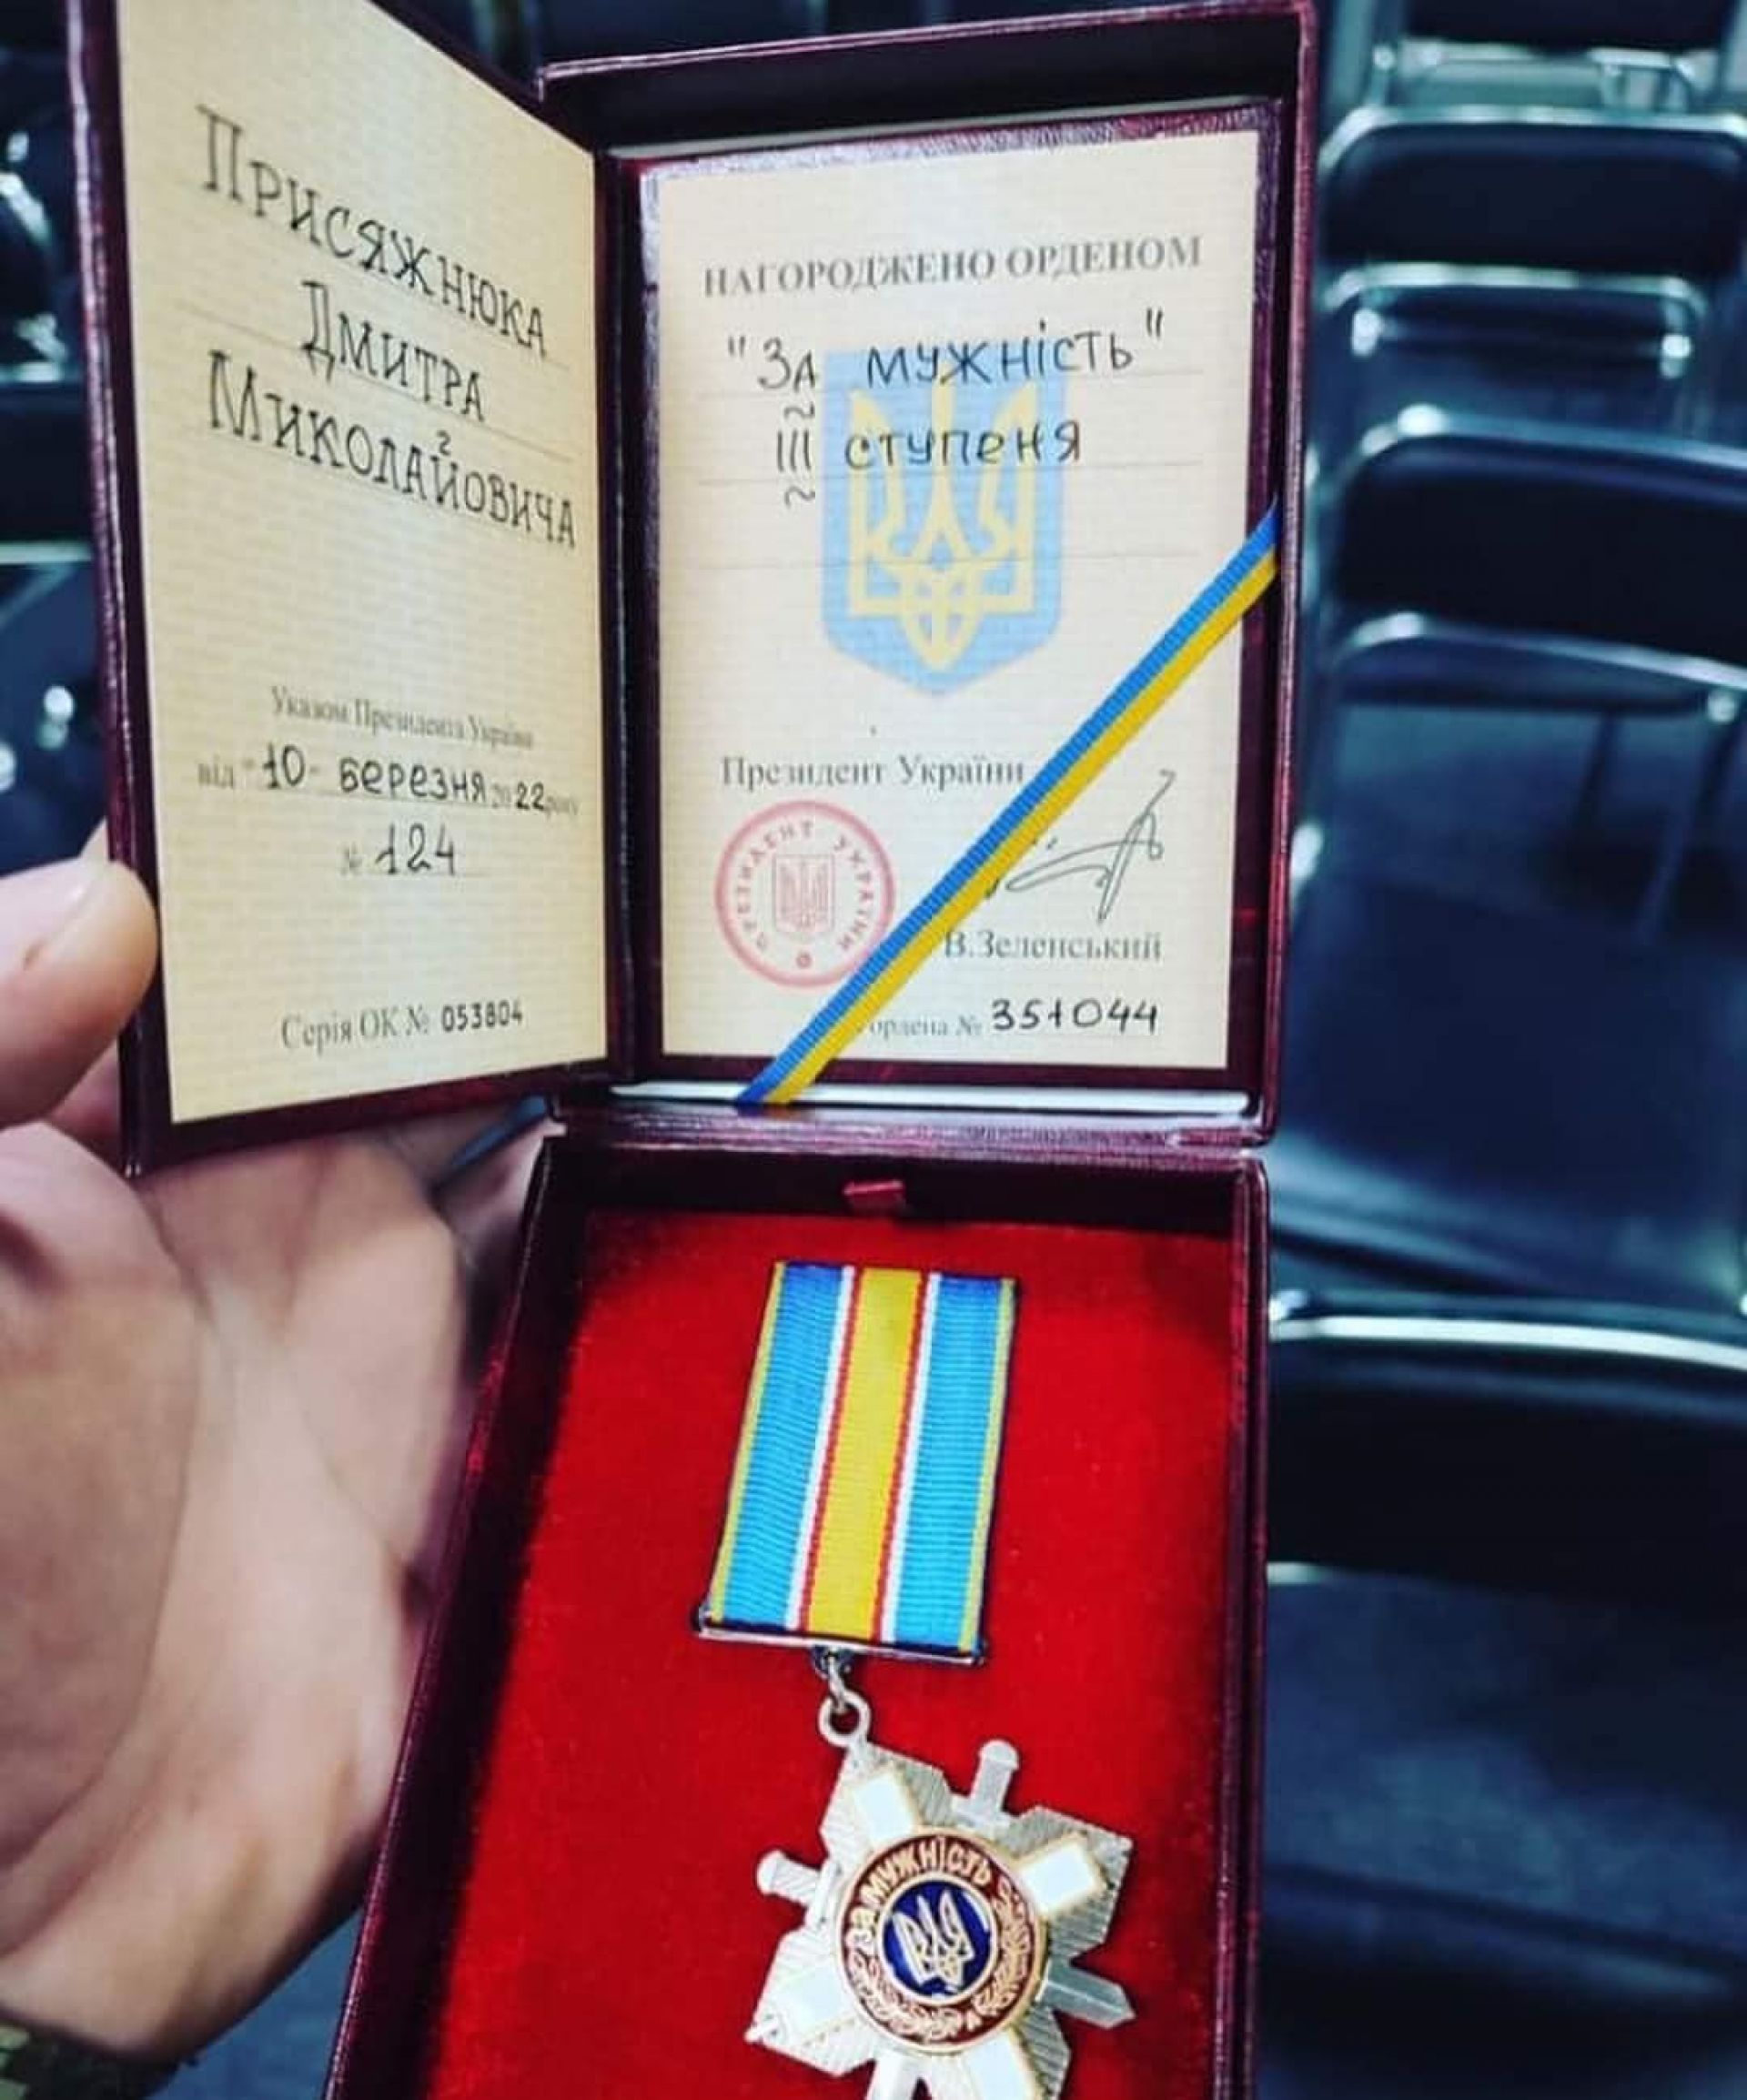 Присяжнюка
Дмитра
Миколайовича
Указом Президента України
від "10" березня 2022 року
№ 124
Серія ОК № 053804
НАГОРОДЖЕНО ОРДЕНОМ
"За мужність"
III ступеня
Президент України
ПРЕЗИДЕНТ УКРАЇНИ
В.Зеленський
ордена № 351044
ЗА МУЖНІСТЬ